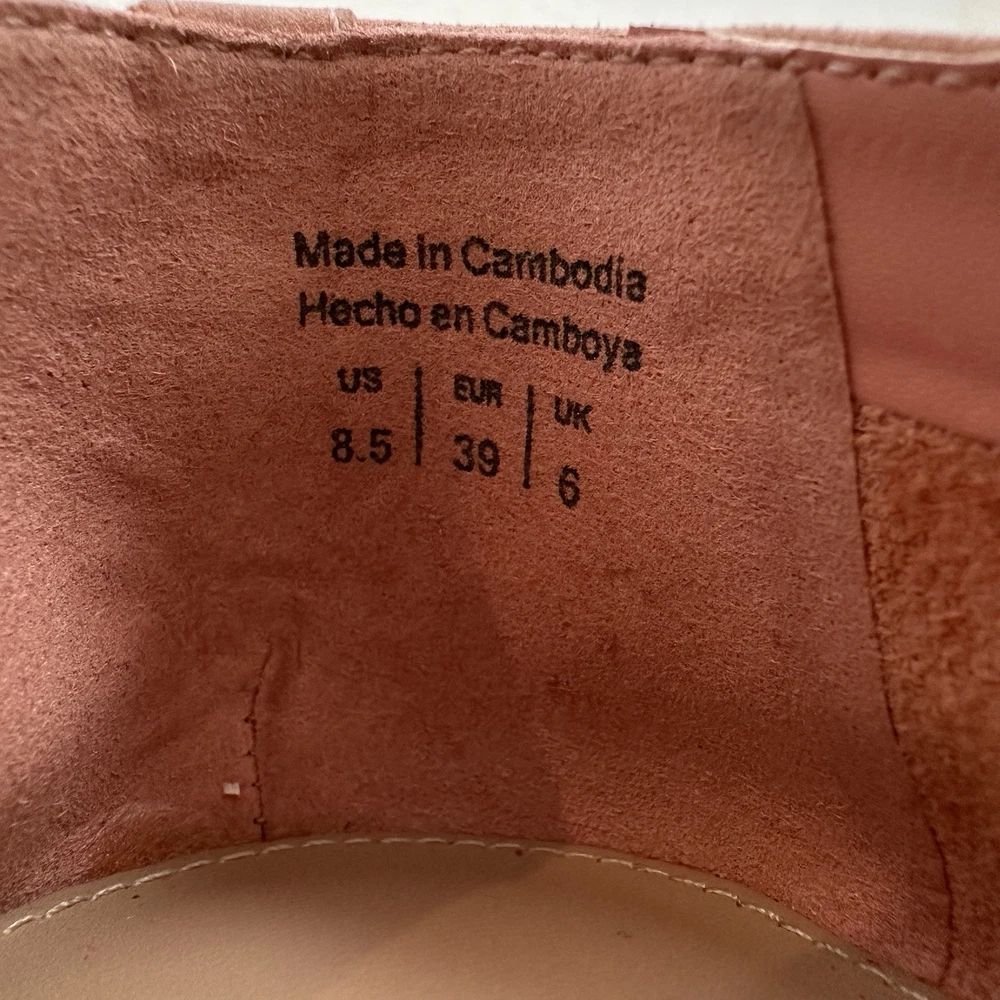 Made in Cambodia
Hecho en Camboya
US | EUR | UK
8.5 | 39 | 6